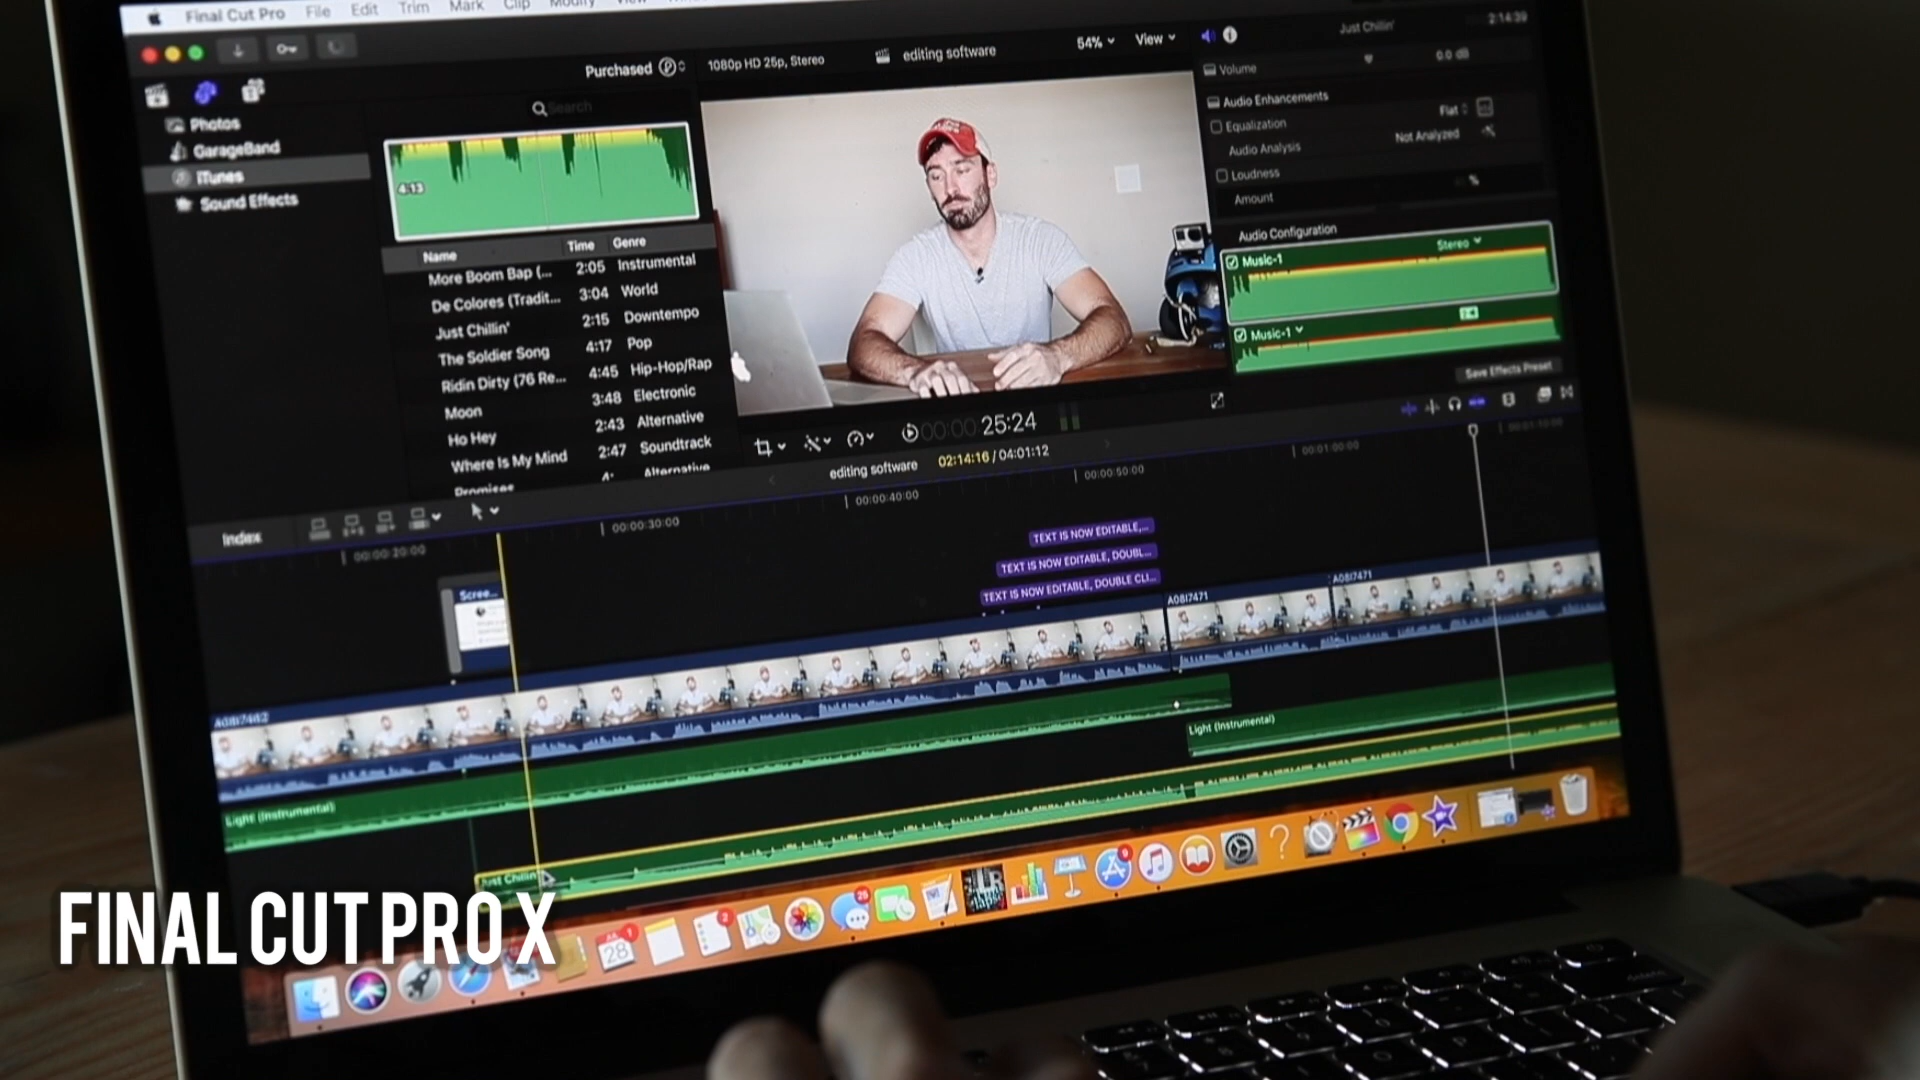 Final Cut Pro File Edit Trim Mark Clip Modify View
Purchased
1080p HD 25p, Stereo
editing software
54%
View
Just Chillin'
2:14:39
Photos
GarageBand
iTunes
Sound Effects
Search
4:13
Name Time Genre
More Boom Bap (... 2:05 Instrumental
De Colores (Tradit... 3:04 World
Just Chillin' 2:15 Downtempo
The Soldier Song 4:17 Pop
Ridin Dirty (76 Re... 4:45 Hip-Hop/Rap
Moon 3:48 Electronic
Ho Hey 2:43 Alternative
Where Is My Mind 2:47 Soundtrack
Promises 4: Alternative
Volume 0.0 dB
Audio Enhancements
Equalization Flat
Audio Analysis Not Analyzed
Loudness
Amount %
Audio Configuration
Stereo
Music-1
Music-1
Save Effects Preset
00:00:25:24
editing software 02:14:16 / 04:01:12
Index
00:00:20:00
00:00:30:00
00:00:40:00
00:00:50:00
00:01:00:00
00:01:10:00
TEXT IS NOW EDITABLE,...
TEXT IS NOW EDITABLE, DOUBL...
TEXT IS NOW EDITABLE, DOUBLE CLI...
Scree...
A08I7471
A08I7471
Light (Instrumental)
Light (Instrumental)
Just Chillin'
FINAL CUT PRO X
28
delete